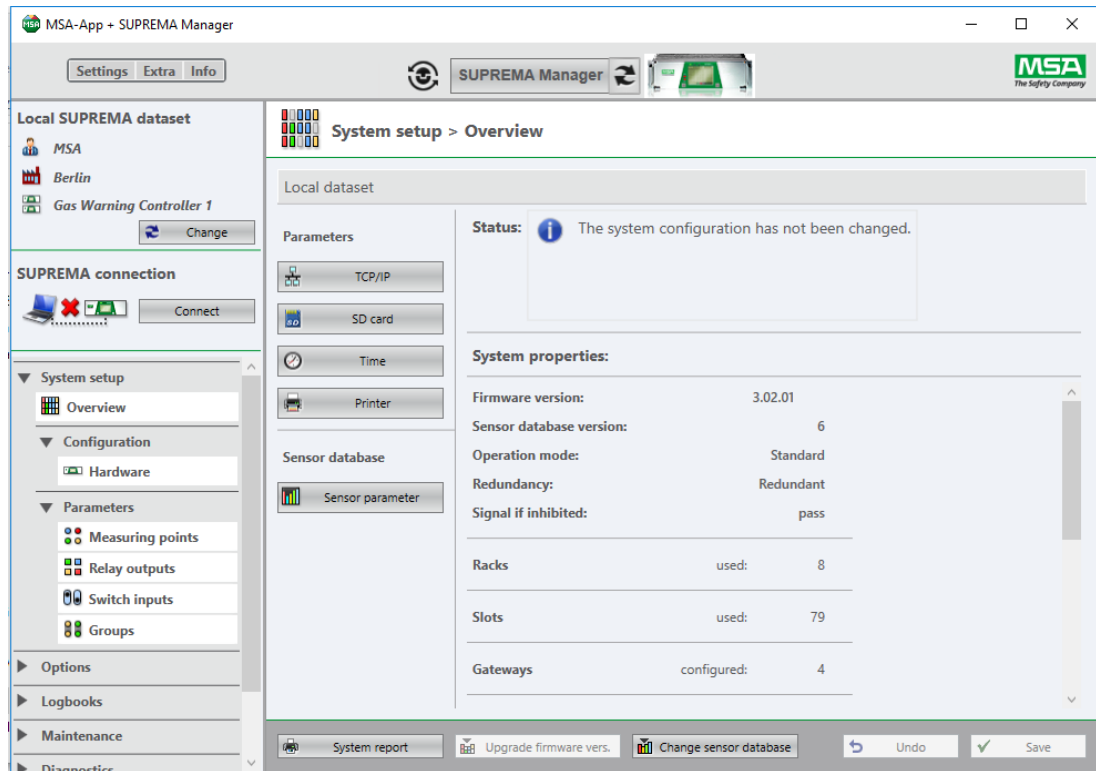 MSA-App + SUPREMA Manager
Settings Extra Info
SUPREMA Manager
MSA
The Safety Company
Local SUPREMA dataset
MSA
Berlin
Gas Warning Controller 1
Change
SUPREMA connection
Connect
System setup
Overview
Configuration
Hardware
Parameters
Measuring points
Relay outputs
Switch inputs
Groups
Options
Logbooks
Maintenance
Diagnostics
System setup > Overview
Local dataset
Parameters
TCP/IP
SD card
Time
Printer
Sensor database
Sensor parameter
Status: The system configuration has not been changed.
System properties:
Firmware version: 3.02.01
Sensor database version: 6
Operation mode: Standard
Redundancy: Redundant
Signal if inhibited: pass
Racks used: 8
Slots used: 79
Gateways configured: 4
System report
Upgrade firmware vers.
Change sensor database
Undo
Save